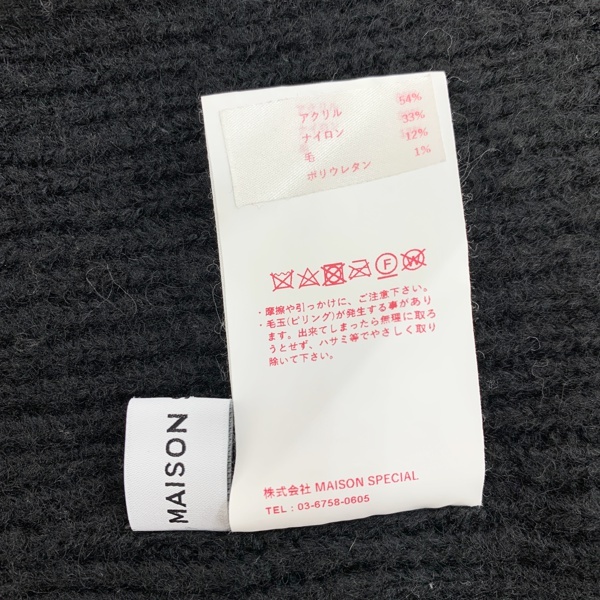 アクリル 54%
ナイロン 33%
毛 12%
ポリウレタン 1%
F W
・摩擦や引っかけに、ご注意下さい。
・毛玉(ピリング)が発生する事があり
ます。出来てしまったら無理に取ろ
うとせず、ハサミ等でやさしく取り
除いて下さい。
株式会社 MAISON SPECIAL
TEL : 03-6758-0605
MAISON